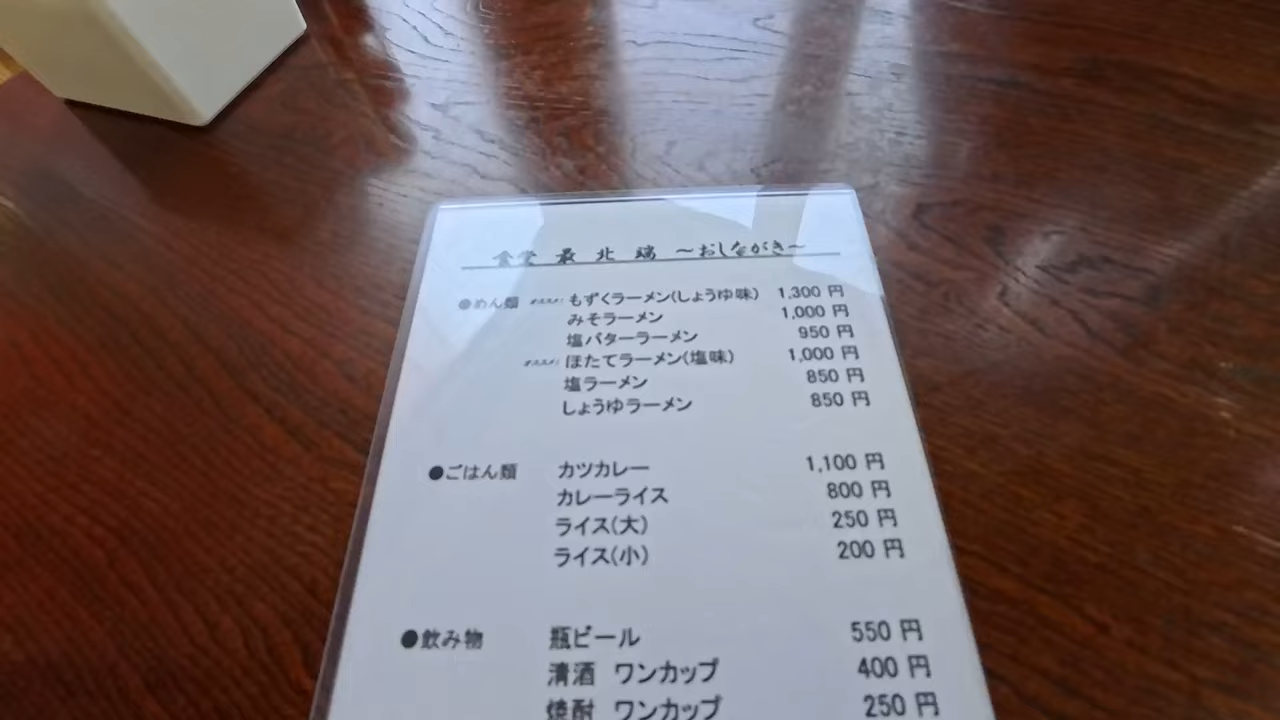 食堂 最北端 ~おしながき~
●めん類 オススメ! もずくラーメン(しょうゆ味) 1,300 円
みそラーメン 1,000 円
塩バターラーメン 950 円
オススメ! ほたてラーメン(塩味) 1,000 円
塩ラーメン 850 円
しょうゆラーメン 850 円
●ごはん類 カツカレー 1,100 円
カレーライス 800 円
ライス(大) 250 円
ライス(小) 200 円
●飲み物 瓶ビール 550 円
清酒 ワンカップ 400 円
焼酎 ワンカップ 250 円